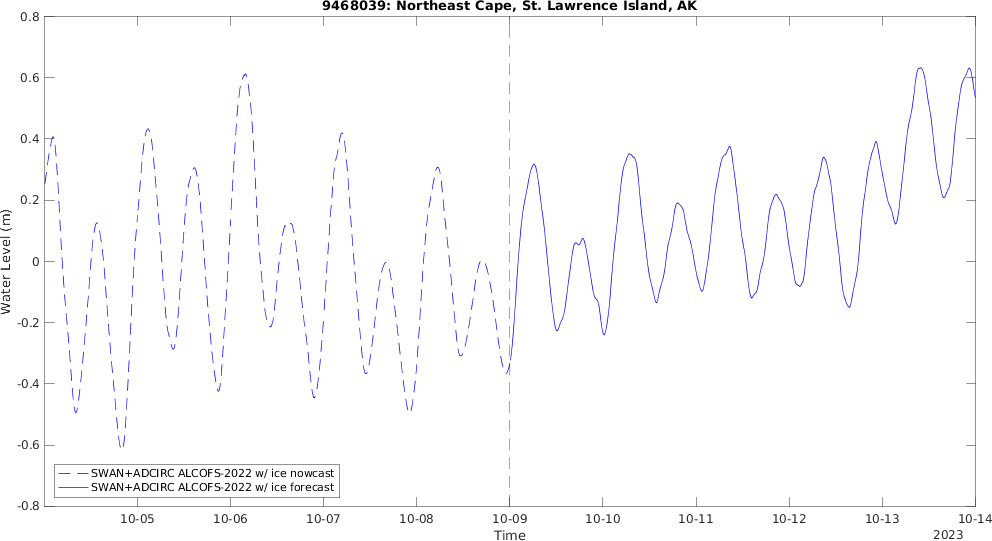 9468039: Northeast Cape, St. Lawrence Island, AK
0.8
0.6
0.4
0.2
0
-0.2
-0.4
-0.6
-0.8
Water Level (m)
SWAN+ADCIRC ALCOFS-2022 w/ ice nowcast
SWAN+ADCIRC ALCOFS-2022 w/ ice forecast
10-05 10-06 10-07 10-08 10-09 10-10 10-11 10-12 10-13 10-14
Time
2023